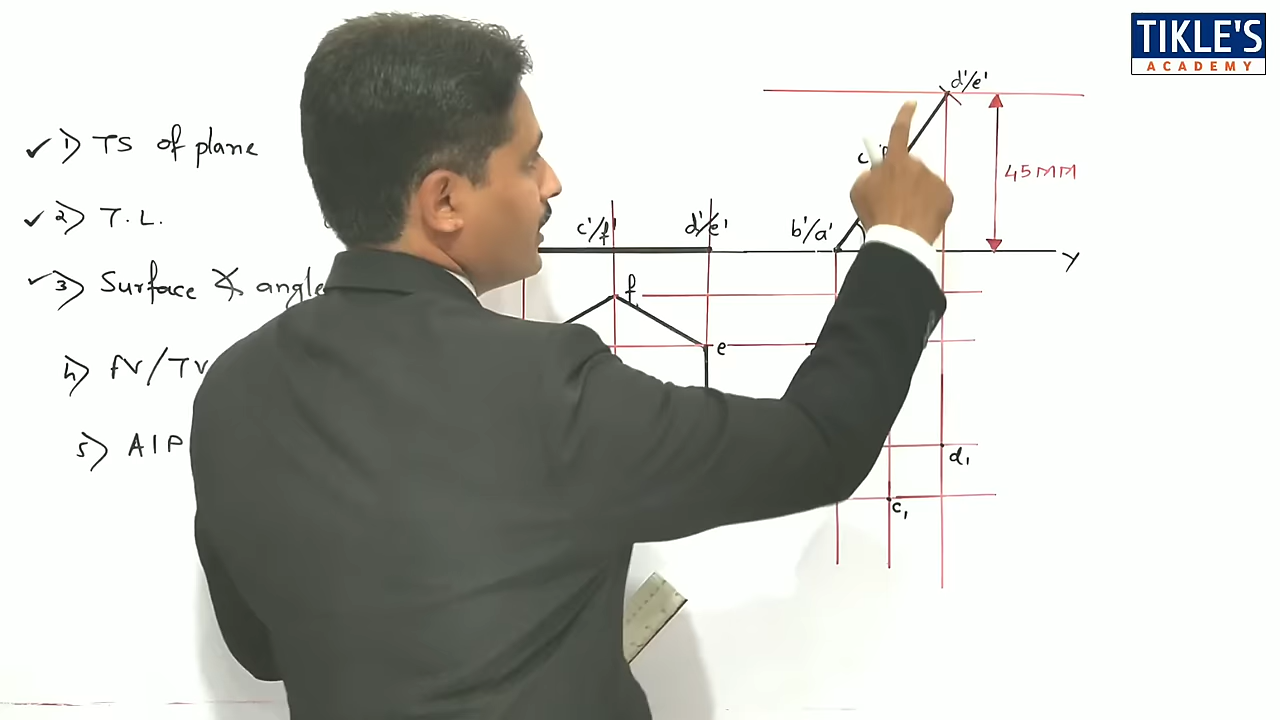 TIKLE'S
ACADEMY
1) TS of plane
2) T.L.
3) Surface ∠ angle
4) FV/TV
5) AIP
c'/f'
d'/e'
b'/a'
d'/e'
45MM
y
f
e
d₁
c₁